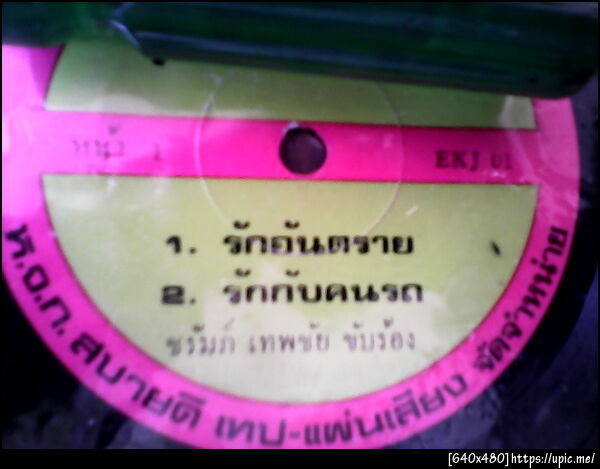 หน้า 1
EKJ 01
1. รักอันตราย
2. รักกับคนรถ
ชรัมภ์ เทพชัย ขับร้อง
ห.อ.ก. สบายดี เทป-แผ่นเสียง จัดจำหน่าย
[640x480]https://upic.me/